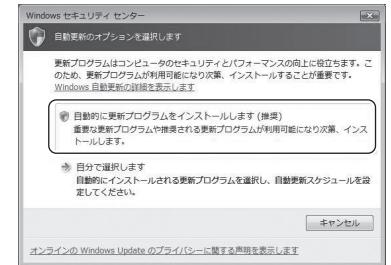 Windows セキュリティ センター
自動更新のオプションを選択します
更新プログラムはコンピュータのセキュリティとパフォーマンスの向上に役立ちます。こ
のため、更新プログラムが利用可能になり次第、インストールすることが重要です。
Windows 自動更新の詳細を表示します
自動的に更新プログラムをインストールします (推奨)
重要な更新プログラムや推奨される更新プログラムが利用可能になり次第、インス
トールします。
自分で選択します
自動的にインストールされる更新プログラムを選択し、自動更新スケジュールを設
定してください。
キャンセル
オンラインの Windows Update のプライバシーに関する声明を表示します